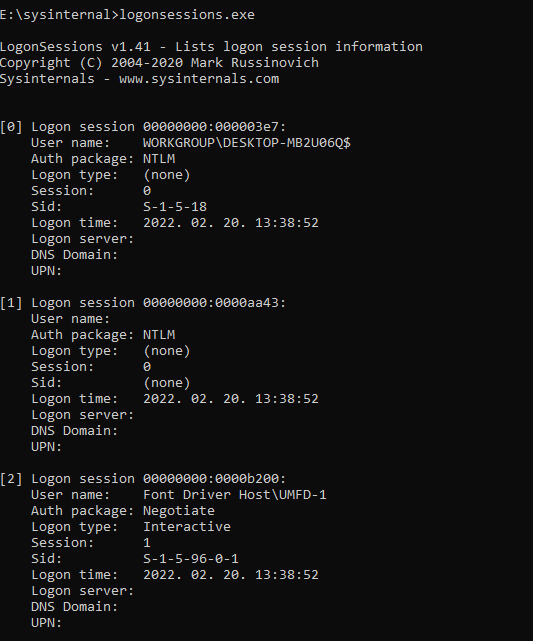 E:\sysinternal>logonsessions.exe
LogonSessions v1.41 - Lists logon session information
Copyright (C) 2004-2020 Mark Russinovich
Sysinternals - www.sysinternals.com
[0] Logon session 00000000:000003e7:
User name: WORKGROUP\DESKTOP-MB2U06Q$
Auth package: NTLM
Logon type: (none)
Session: 0
Sid: S-1-5-18
Logon time: 2022. 02. 20. 13:38:52
Logon server:
DNS Domain:
UPN:
[1] Logon session 00000000:0000aa43:
User name:
Auth package: NTLM
Logon type: (none)
Session: 0
Sid: (none)
Logon time: 2022. 02. 20. 13:38:52
Logon server:
DNS Domain:
UPN:
[2] Logon session 00000000:0000b200:
User name: Font Driver Host\UMFD-1
Auth package: Negotiate
Logon type: Interactive
Session: 1
Sid: S-1-5-96-0-1
Logon time: 2022. 02. 20. 13:38:52
Logon server:
DNS Domain:
UPN: